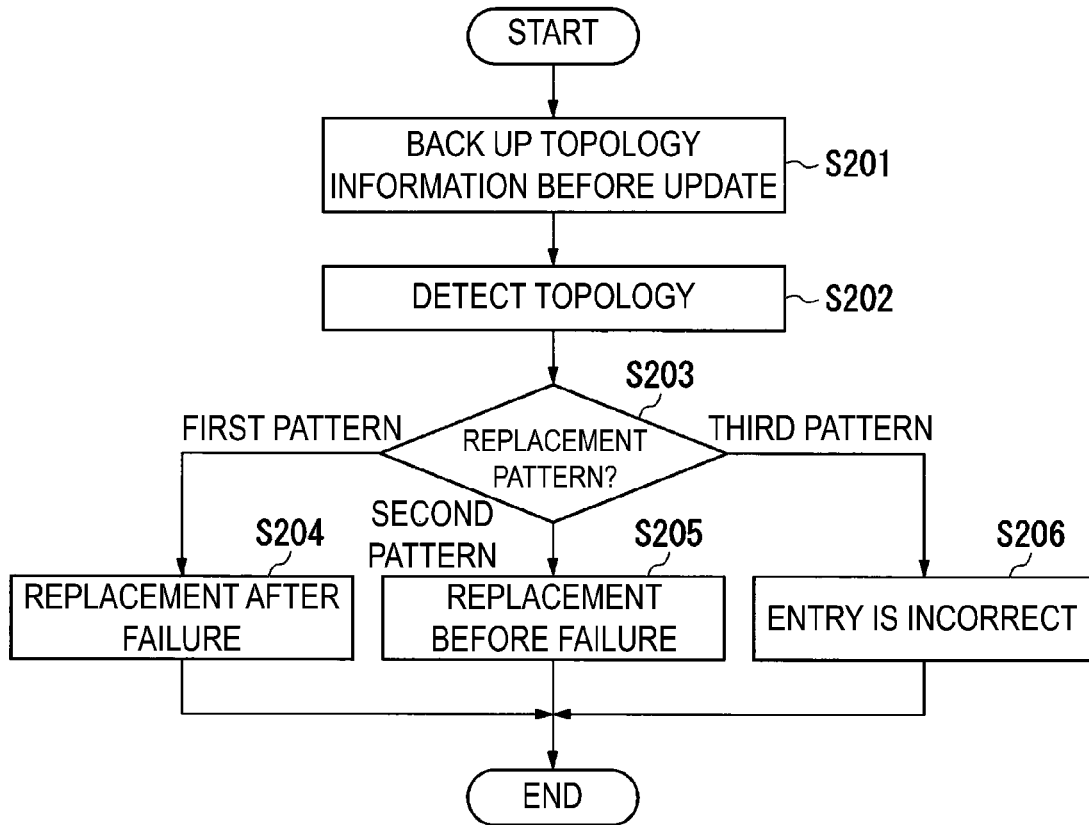 START
BACK UP TOPOLOGY
INFORMATION BEFORE UPDATE
S201
DETECT TOPOLOGY
S202
S203
FIRST PATTERN
REPLACEMENT
PATTERN?
THIRD PATTERN
SECOND
PATTERN
S204
REPLACEMENT AFTER
FAILURE
S205
REPLACEMENT
BEFORE FAILURE
S206
ENTRY IS INCORRECT
END